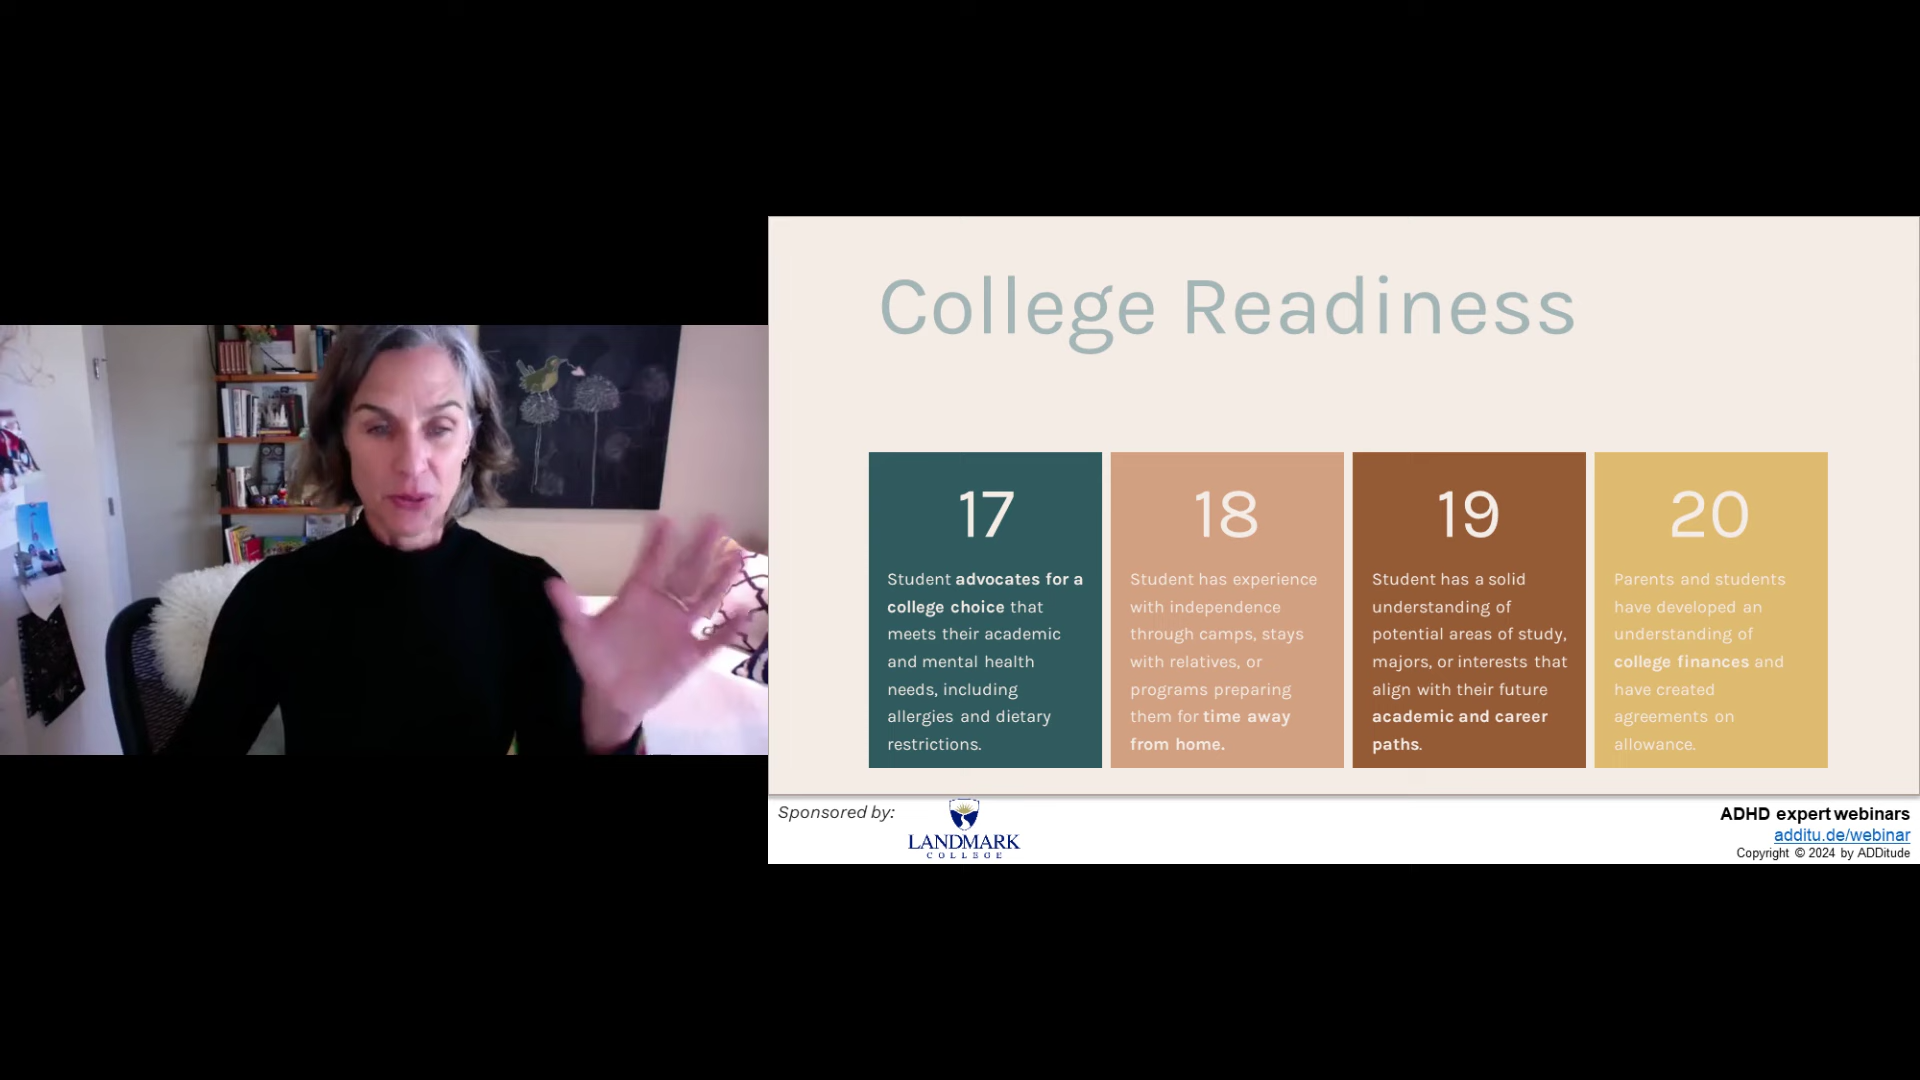 College Readiness
17
Student advocates for a
college choice that
meets their academic
and mental health
needs, including
allergies and dietary
restrictions.
18
Student has experience
with independence
through camps, stays
with relatives, or
programs preparing
them for time away
from home.
19
Student has a solid
understanding of
potential areas of study,
majors, or interests that
align with their future
academic and career
paths.
20
Parents and students
have developed an
understanding of
college finances and
have created
agreements on
allowance.
Sponsored by:
LANDMARK
COLLEGE
ADHD expert webinars
additu.de/webinar
Copyright © 2024 by ADDitude